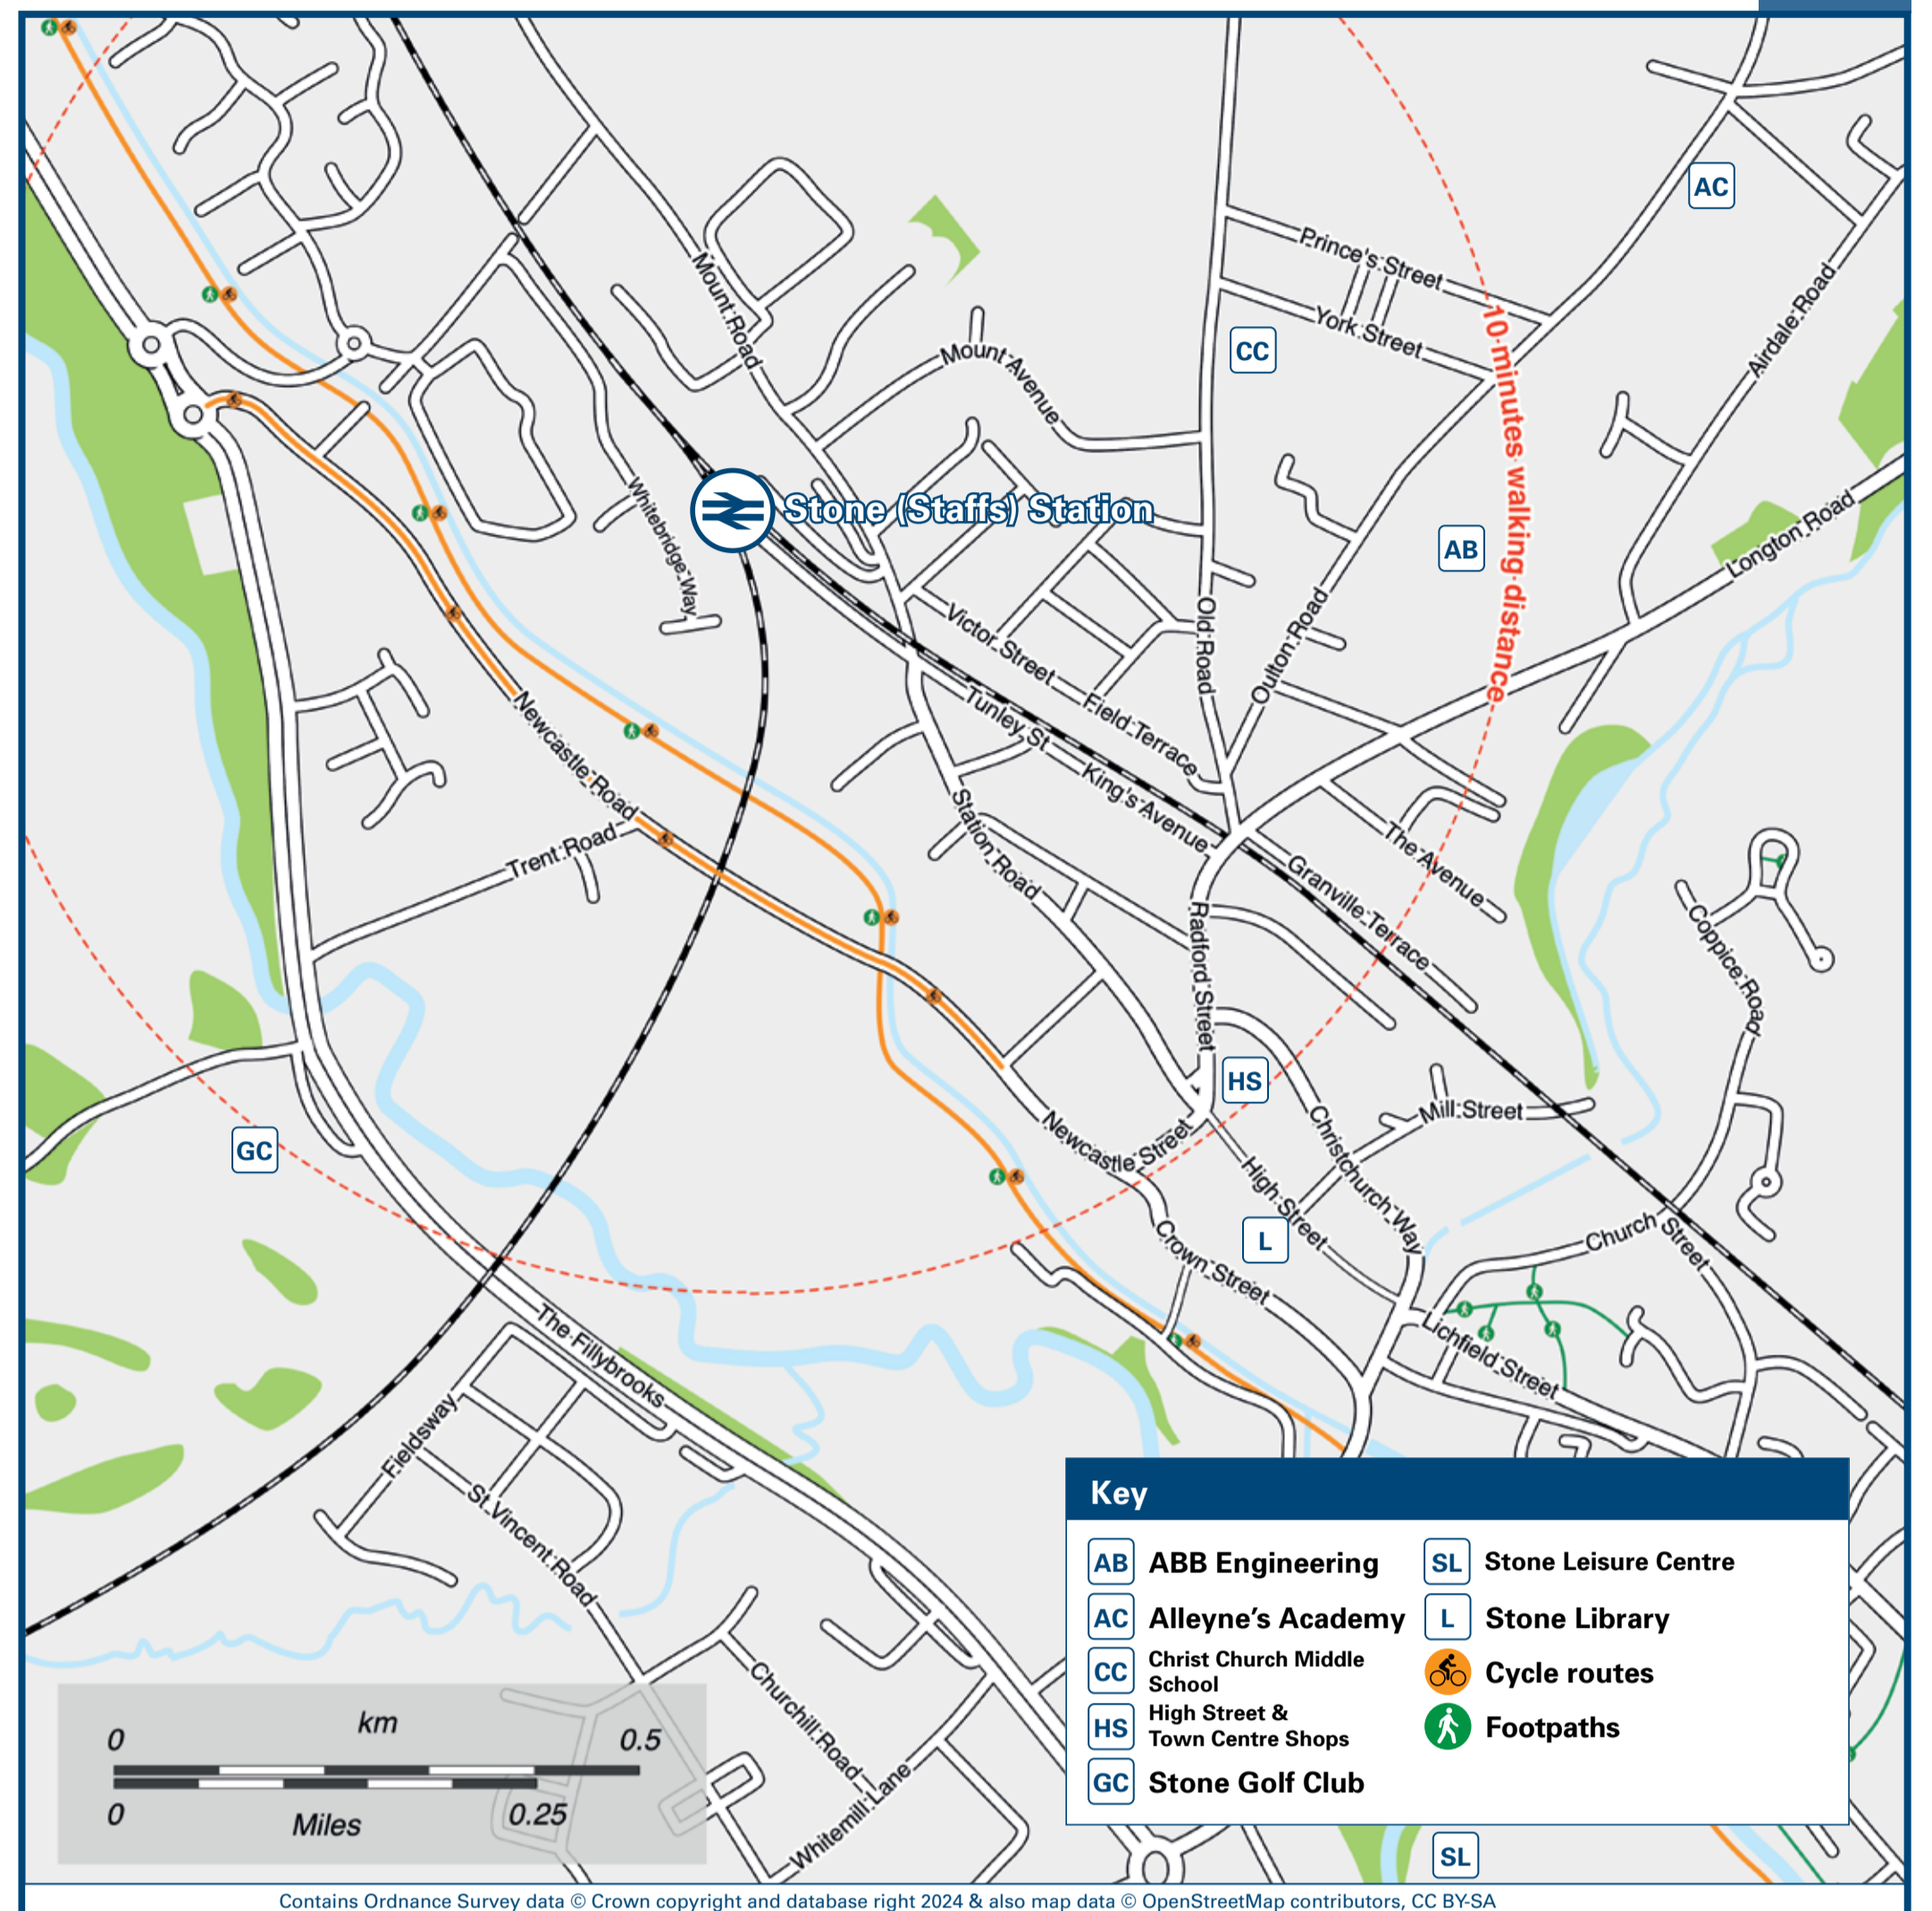 AC
Prince's Street
Mount Road
York Street
CC
Mount Avenue
Airdale Road
10 minutes walking distance
Stone (Staffs) Station
Whitebridge Way
AB
Longton Road
Victor Street
Old Road
Oulton Road
Field Terrace
Tunley St
Newcastle Road
King's Avenue
Station Road
Trent Road
The Avenue
Granville Terrace
Radford Street
Coppice Road
HS
GC
Newcastle Street
Mill Street
Christchurch Way
High Street
L
Crown Street
Church Street
The Fillybrooks
Lichfield Street
Fieldsway
St Vincent Road
Churchill Road
Whitemill Lane
Key
AB ABB Engineering
AC Alleyne's Academy
CC Christ Church Middle
School
HS High Street &
Town Centre Shops
GC Stone Golf Club
SL Stone Leisure Centre
L Stone Library
Cycle routes
Footpaths
km
0 0.5
0 0.25
Miles
SL
Contains Ordnance Survey data © Crown copyright and database right 2024 & also map data © OpenStreetMap contributors, CC BY-SA